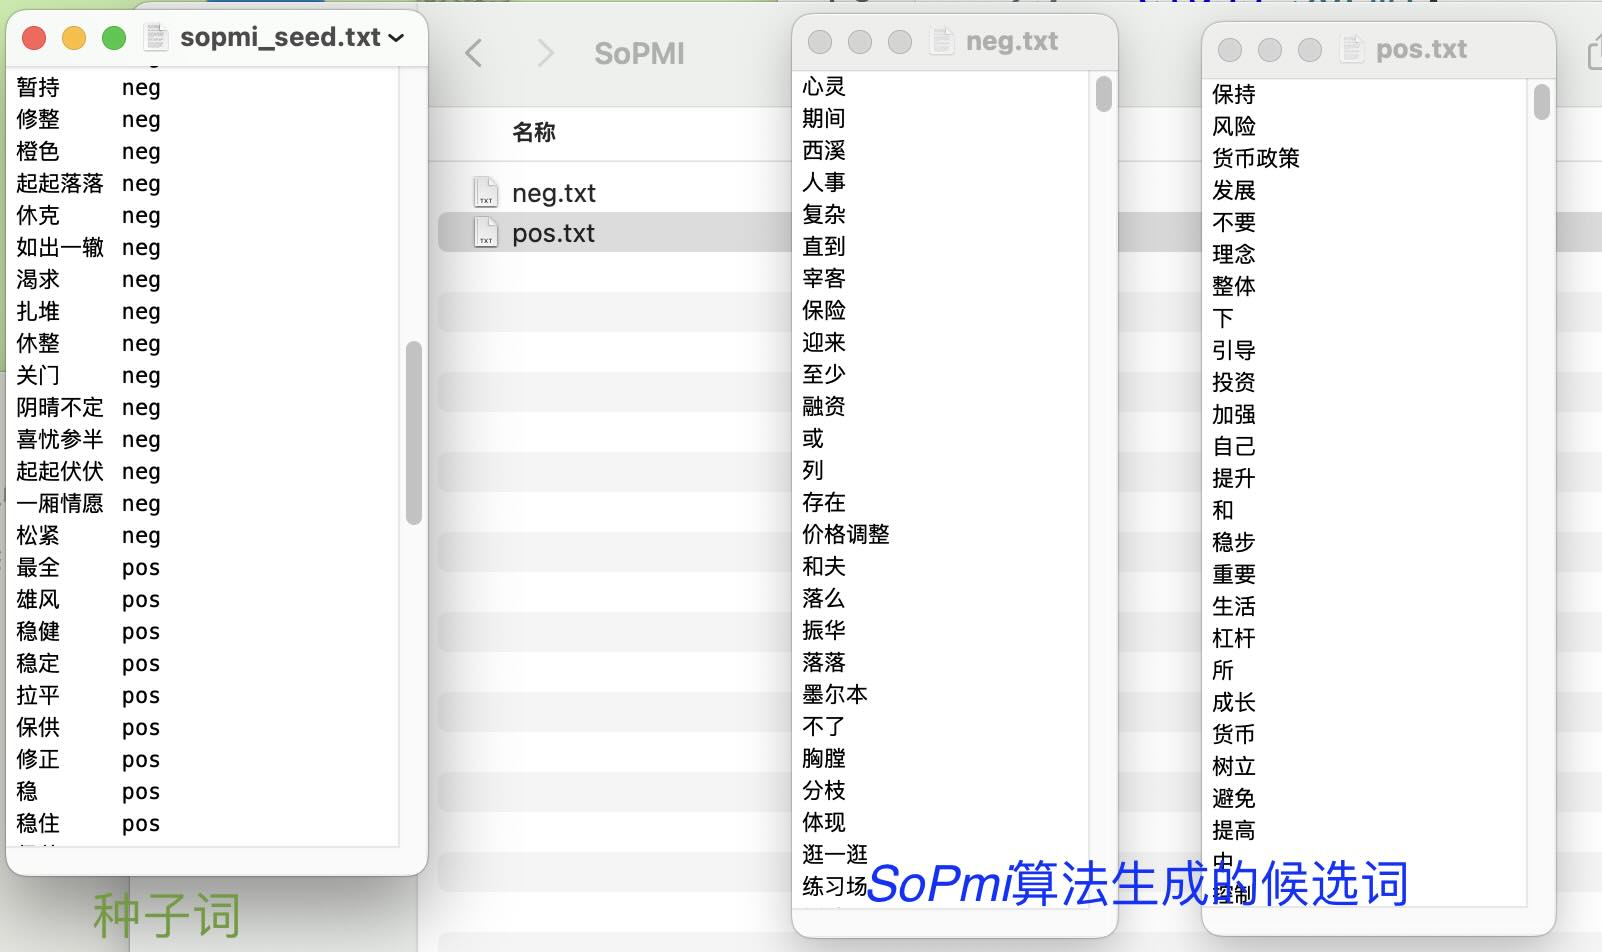 sopmi_seed.txt
暂持 neg
修整 neg
橙色 neg
起起落落 neg
休克 neg
如出一辙 neg
渴求 neg
扎堆 neg
休整 neg
关门 neg
阴晴不定 neg
喜忧参半 neg
起起伏伏 neg
一厢情愿 neg
松紧 neg
最全 pos
雄风 pos
稳健 pos
稳定 pos
拉平 pos
保供 pos
修正 pos
稳 pos
稳住 pos
种子词
SoPMI
名称
neg.txt
pos.txt
neg.txt
心灵
期间
西溪
人事
复杂
直到
宰客
保险
迎来
至少
融资
或
列
存在
价格调整
和夫
落么
振华
落落
墨尔本
不了
胸膛
分枝
体现
逛一逛
练习场
pos.txt
保持
风险
货币政策
发展
不要
理念
整体
下
引导
投资
加强
自己
提升
和
稳步
重要
生活
杠杆
所
成长
货币
树立
避免
提高
中
控制
SoPmi算法生成的候选词